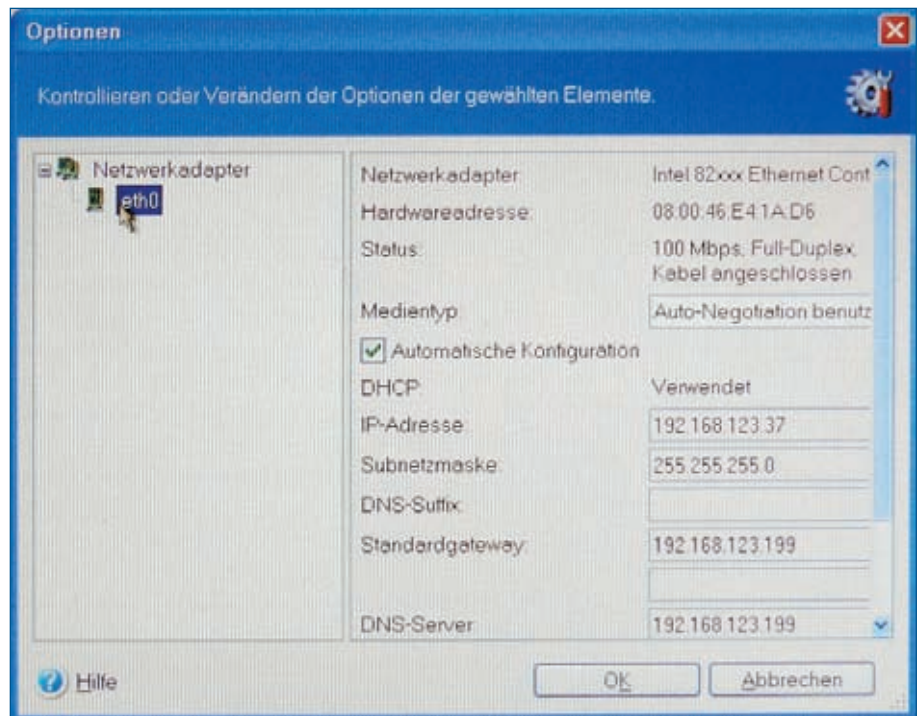 Optionen
Kontrollieren oder Verändern der Optionen der gewählten Elemente.
Netzwerkadapter
eth0
Netzwerkadapter: Intel 82xxx Ethernet Cont
Hardwareadresse: 08:00:46:E4:1A:D6
Status: 100 Mbps, Full-Duplex,
Kabel angeschlossen
Medientyp Auto-Negotiation benutz
Automatische Konfiguration
DHCP: Verwendet
IP-Adresse: 192.168.123.37
Subnetzmaske: 255.255.255.0
DNS-Suffix:
Standardgateway: 192.168.123.199
DNS-Server 192.168.123.199
Hilfe
OK
Abbrechen